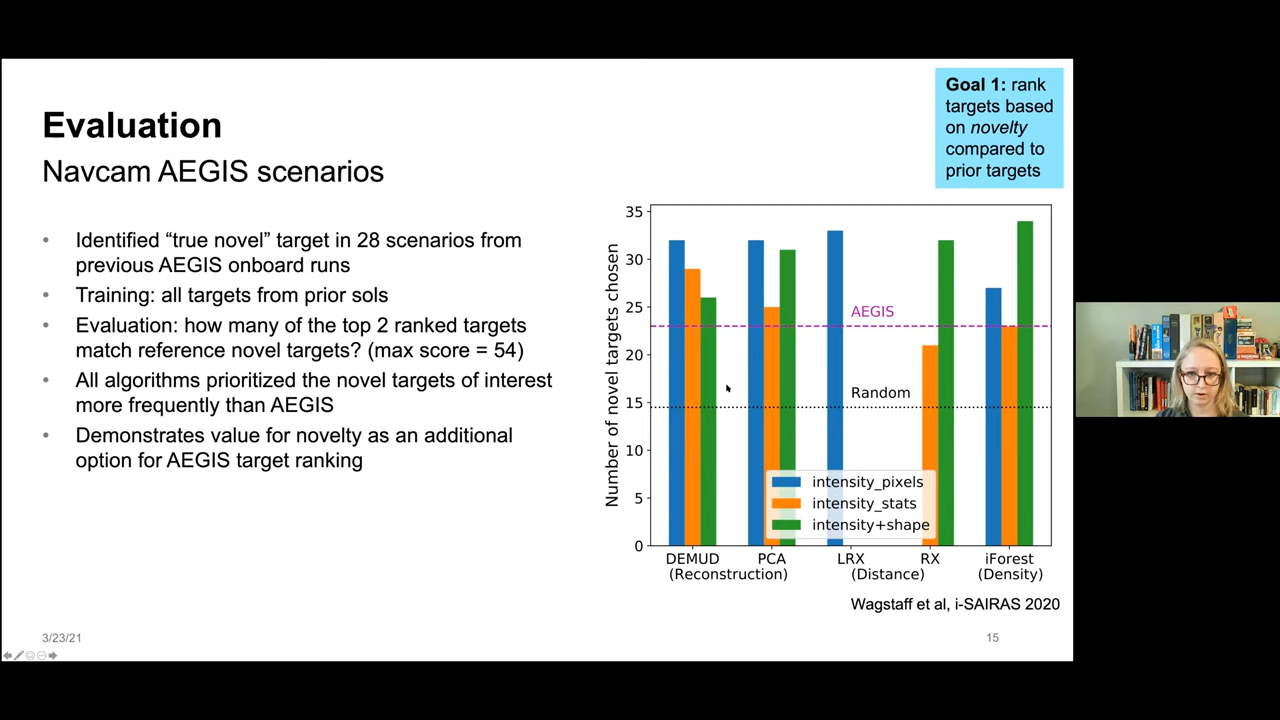 Goal 1: rank
targets based
on novelty
compared to
prior targets
Evaluation
Navcam AEGIS scenarios
• Identified “true novel” target in 28 scenarios from
previous AEGIS onboard runs
• Training: all targets from prior sols
• Evaluation: how many of the top 2 ranked targets
match reference novel targets? (max score = 54)
• All algorithms prioritized the novel targets of interest
more frequently than AEGIS
• Demonstrates value for novelty as an additional
option for AEGIS target ranking
Number of novel targets chosen
35
30
25
20
15
10
5
0
AEGIS
Random
intensity_pixels
intensity_stats
intensity+shape
DEMUD PCA LRX RX iForest
(Reconstruction) (Distance) (Density)
Wagstaff et al, i-SAIRAS 2020
3/23/21
15